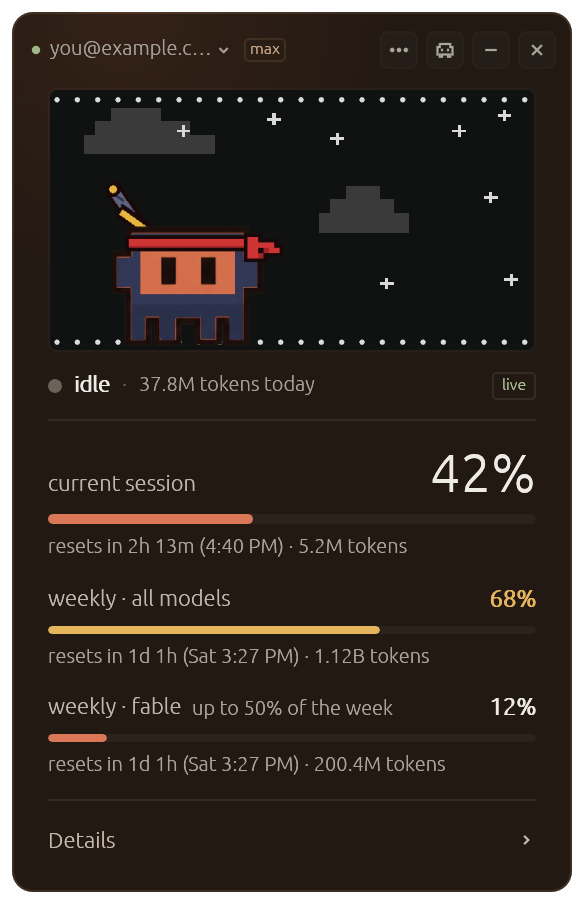 you@example.c... max
idle · 37.8M tokens today live
current session 42%
resets in 2h 13m (4:40 PM) · 5.2M tokens
weekly · all models 68%
resets in 1d 1h (Sat 3:27 PM) · 1.12B tokens
weekly · fable up to 50% of the week 12%
resets in 1d 1h (Sat 3:27 PM) · 200.4M tokens
Details